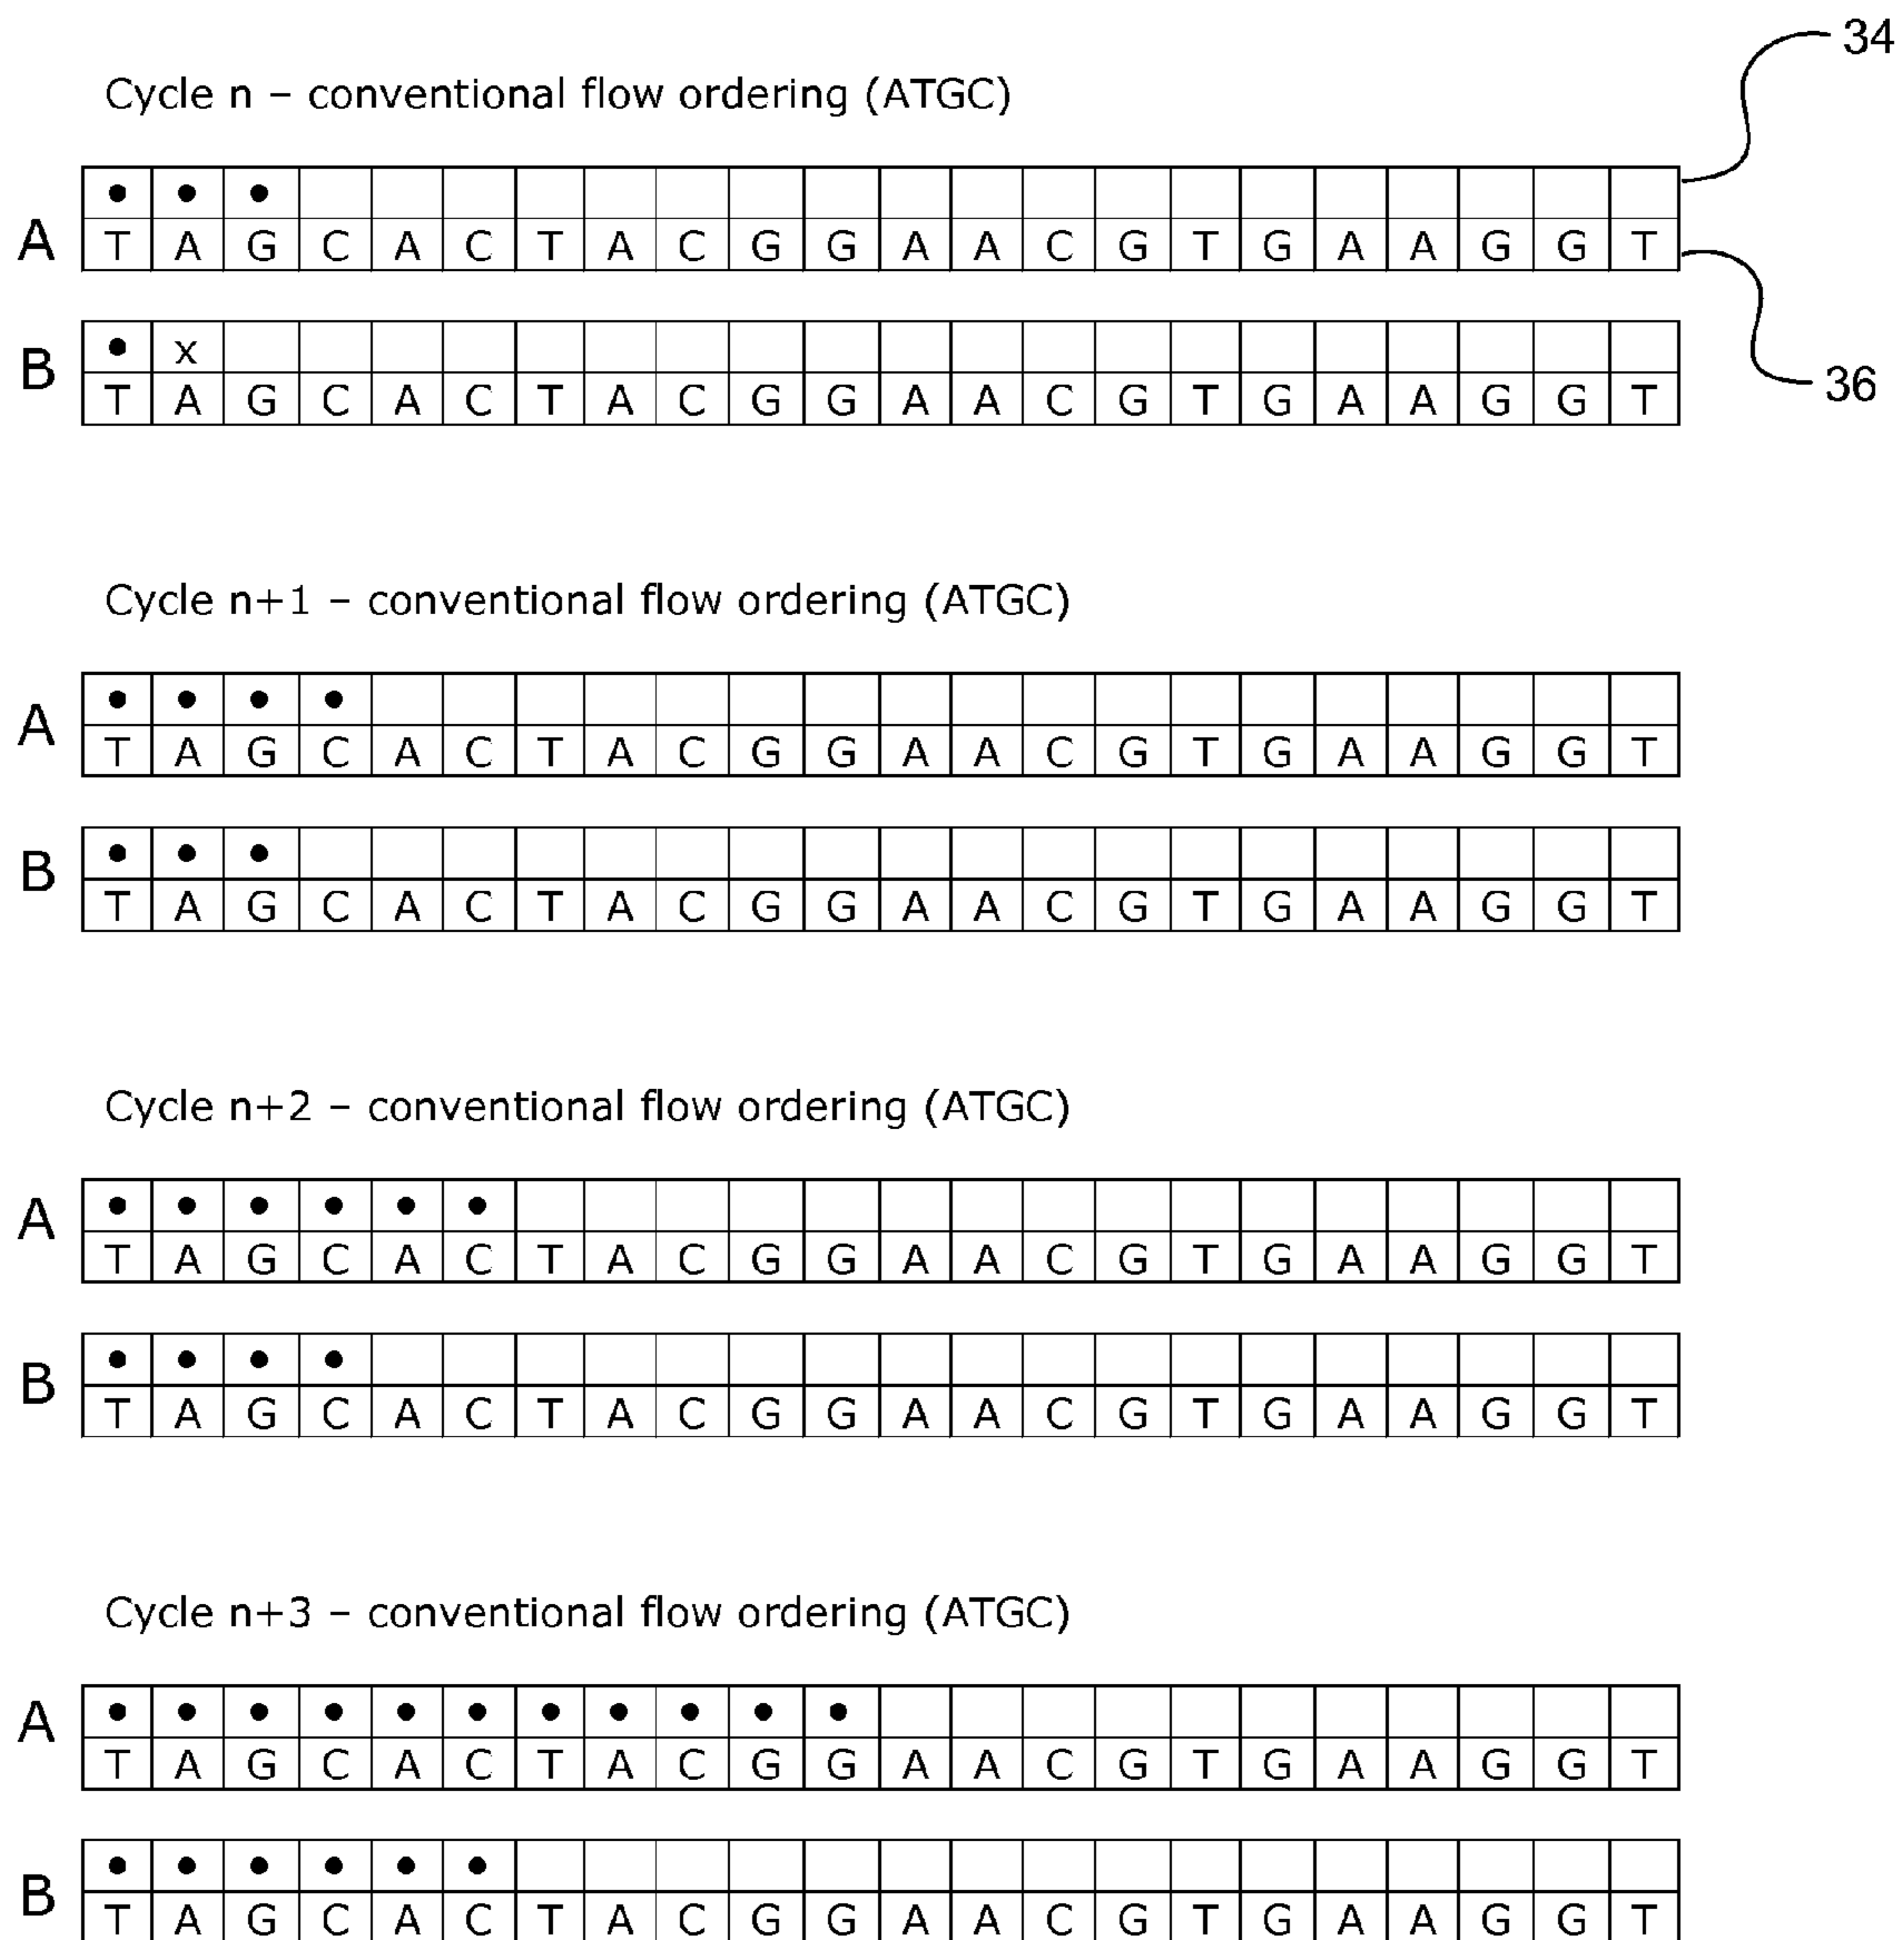 34
Cycle n – conventional flow ordering (ATGC)
• • •
A T A G C A C T A C G G A A C G T G A A G G T
• x
B T A G C A C T A C G G A A C G T G A A G G T
36
Cycle n+1 – conventional flow ordering (ATGC)
• • • •
A T A G C A C T A C G G A A C G T G A A G G T
• • •
B T A G C A C T A C G G A A C G T G A A G G T
Cycle n+2 – conventional flow ordering (ATGC)
• • • • • •
A T A G C A C T A C G G A A C G T G A A G G T
• • • •
B T A G C A C T A C G G A A C G T G A A G G T
Cycle n+3 – conventional flow ordering (ATGC)
• • • • • • • • • • •
A T A G C A C T A C G G A A C G T G A A G G T
• • • • • •
B T A G C A C T A C G G A A C G T G A A G G T